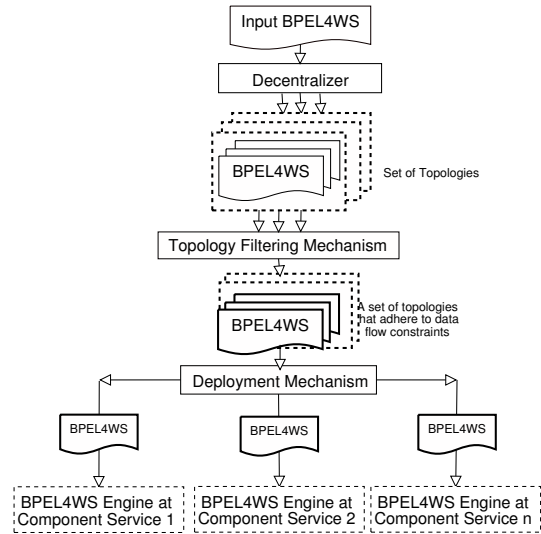 Input BPEL4WS
Decentralizer
BPEL4WS
Set of Topologies
Topology Filtering Mechanism
BPEL4WS
A set of topologies
hat adhere to data
flow constraints
Deployment Mechanism
BPEL4WS
BPEL4WS
BPEL4WS
BPEL4WS Engine at
Component Service 1
BPEL4WS Engine at
Component Service 2
BPEL4WS Engine at
Component Service n